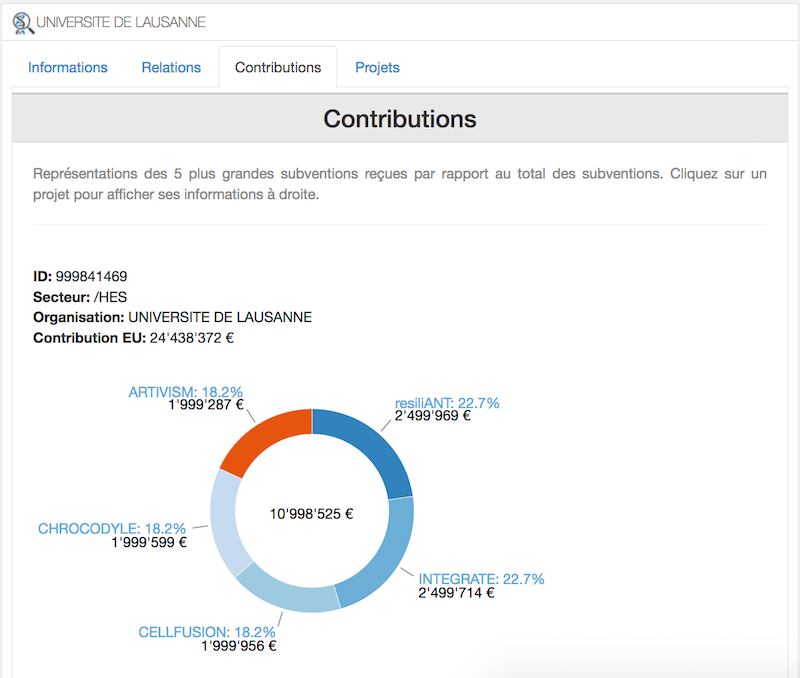 UNIVERSITE DE LAUSANNE
Informations Relations Contributions Projets
Contributions
Représentations des 5 plus grandes subventions reçues par rapport au total des subventions. Cliquez sur un
projet pour afficher ses informations à droite.
ID: 999841469
Secteur: /HES
Organisation: UNIVERSITE DE LAUSANNE
Contribution EU: 24'438'372 €
ARTIVISM: 18.2%
1'999'287 €
resiliANT: 22.7%
2'499'969 €
10'998'525 €
CHROCODYLE: 18.2%
1'999'599 €
INTEGRATE: 22.7%
2'499'714 €
CELLFUSION: 18.2%
1'999'956 €